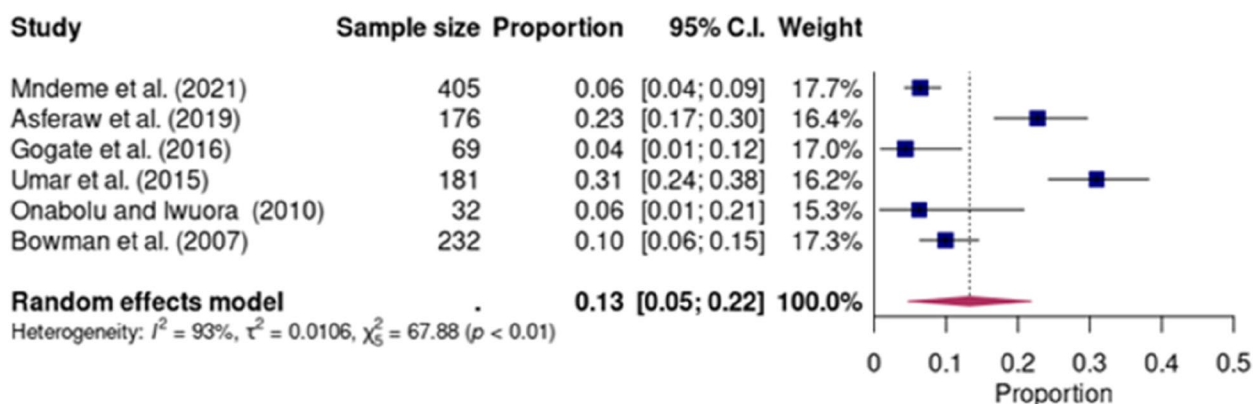 Study Sample size Proportion 95% C.I. Weight
Mndeme et al. (2021) 405 0.06 [0.04; 0.09] 17.7%
Asferaw et al. (2019) 176 0.23 [0.17; 0.30] 16.4%
Gogate et al. (2016) 69 0.04 [0.01; 0.12] 17.0%
Umar et al. (2015) 181 0.31 [0.24; 0.38] 16.2%
Onabolu and Iwuora (2010) 32 0.06 [0.01; 0.21] 15.3%
Bowman et al. (2007) 232 0.10 [0.06; 0.15] 17.3%
Random effects model . 0.13 [0.05; 0.22] 100.0%
Heterogeneity: I² = 93%, τ² = 0.0106, χ²₅ = 67.88 (p < 0.01)
0 0.1 0.2 0.3 0.4 0.5
Proportion